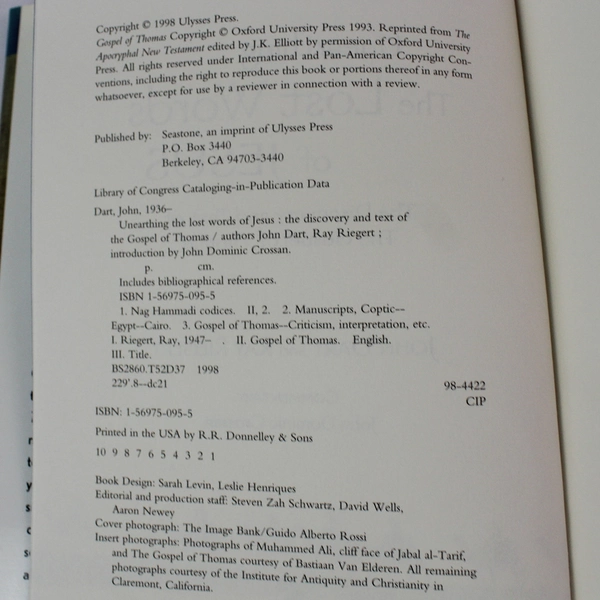 Copyright © 1998 Ulysses Press.
Gospel of Thomas Copyright © Oxford University Press 1993. Reprinted from The
Apocryphal New Testament edited by J.K. Elliott by permission of Oxford University
Press. All rights reserved under International and Pan-American Copyright Con-
ventions, including the right to reproduce this book or portions thereof in any form
whatsoever, except for use by a reviewer in connection with a review.
Published by: Seastone, an imprint of Ulysses Press
P.O. Box 3440
Berkeley, CA 94703-3440
Library of Congress Cataloging-in-Publication Data
Dart, John, 1936–
Unearthing the lost words of Jesus : the discovery and text of
the Gospel of Thomas / authors John Dart, Ray Riegert ;
introduction by John Dominic Crossan.
p. cm.
Includes bibliographical references.
ISBN 1-56975-095-5
1. Nag Hammadi codices. II, 2. 2. Manuscripts, Coptic--
Egypt--Cairo. 3. Gospel of Thomas--Criticism, interpretation, etc.
I. Riegert, Ray, 1947– . II. Gospel of Thomas. English.
III. Title.
BS2860.T52D37 1998
229'.8--dc21 98-4422
CIP
ISBN: 1-56975-095-5
Printed in the USA by R.R. Donnelley & Sons
10 9 8 7 6 5 4 3 2 1
Book Design: Sarah Levin, Leslie Henriques
Editorial and production staff: Steven Zah Schwartz, David Wells,
Aaron Newey
Cover photograph: The Image Bank/Guido Alberto Rossi
Insert photographs: Photographs of Muhammed Ali, cliff face of Jabal al-Tarif,
and The Gospel of Thomas courtesy of Bastiaan Van Elderen. All remaining
photographs courtesy of the Institute for Antiquity and Christianity in
Claremont, California.